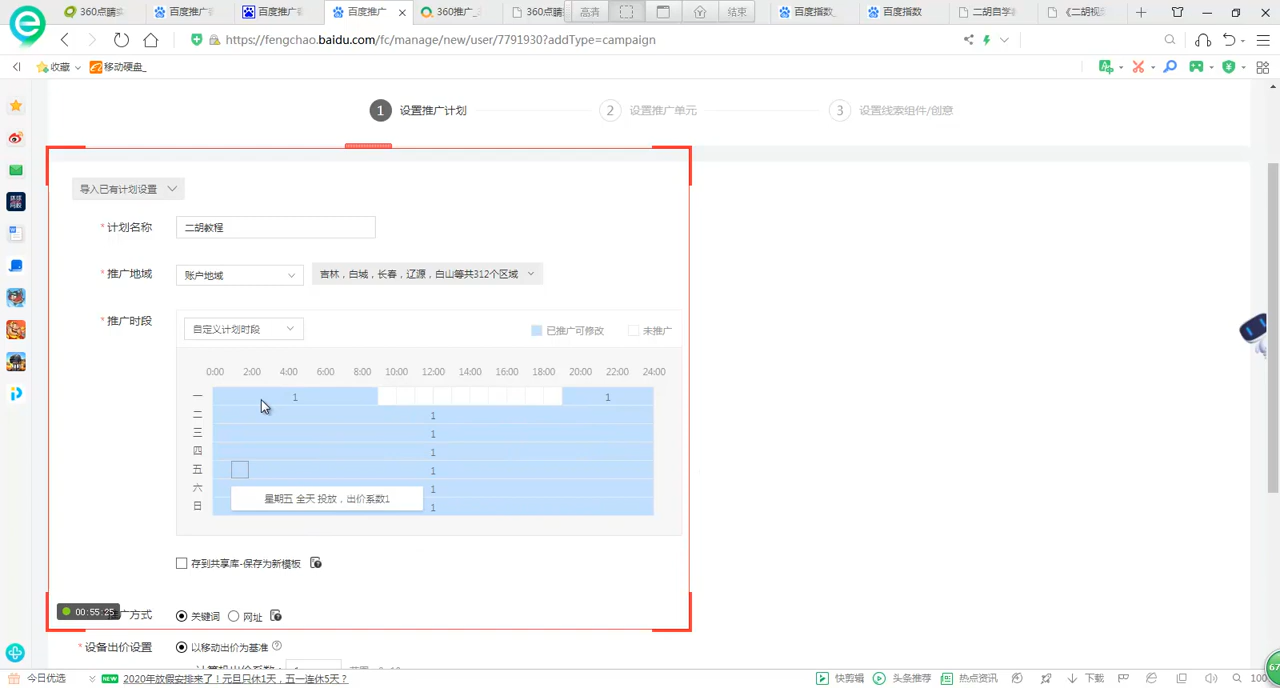 360点睛实
百度推广
百度推广
百度推广
360推广_
360点睛
高清
结束
百度指数_
百度指数
二胡自学
《二胡视
https://fengchao.baidu.com/fc/manage/new/user/7791930?addType=campaign
收藏
移动硬盘_
1 设置推广计划
2 设置推广单元
3 设置线索组件/创意
导入已有计划设置
* 计划名称 二胡教程
* 推广地域 账户地域 吉林，白城，长春，辽源，白山等共312个区域
* 推广时段 自定义计划时段 已推广可修改 未推广
0:00 2:00 4:00 6:00 8:00 10:00 12:00 14:00 16:00 18:00 20:00 22:00 24:00
一 1 1
二 1
三 1
四 1
五 1
六 1
日 1
星期五 全天 投放，出价系数1
存到共享库-保存为新模板
00:55:25 广方式 关键词 网址
* 设备出价设置 以移动出价为基准
今日优选
NEW 2020年放假安排来了！元旦只休1天，五一连休5天？
快剪辑
头条推荐
热点资讯
下载
100
67